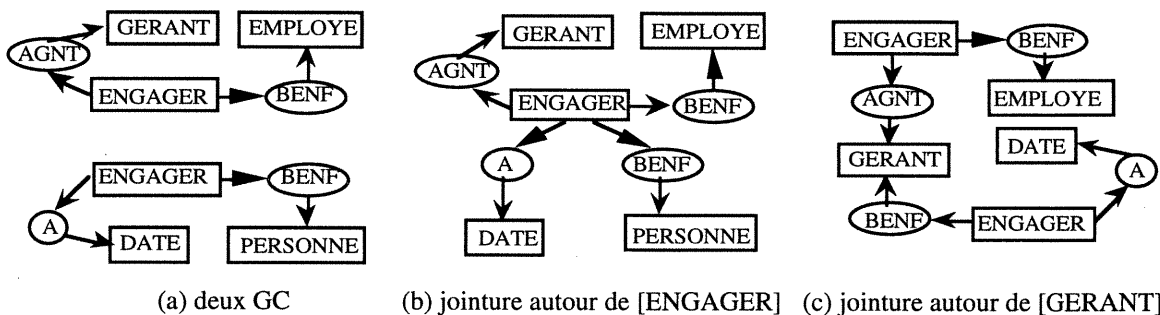 GERANT EMPLOYE
AGNT
ENGAGER BENF
ENGAGER BENF
A
DATE PERSONNE
(a) deux GC
GERANT EMPLOYE
AGNT
ENGAGER BENF
A BENF
DATE PERSONNE
(b) jointure autour de [ENGAGER]
ENGAGER BENF
AGNT EMPLOYE
GERANT DATE
A
BENF ENGAGER
(c) jointure autour de [GERANT]